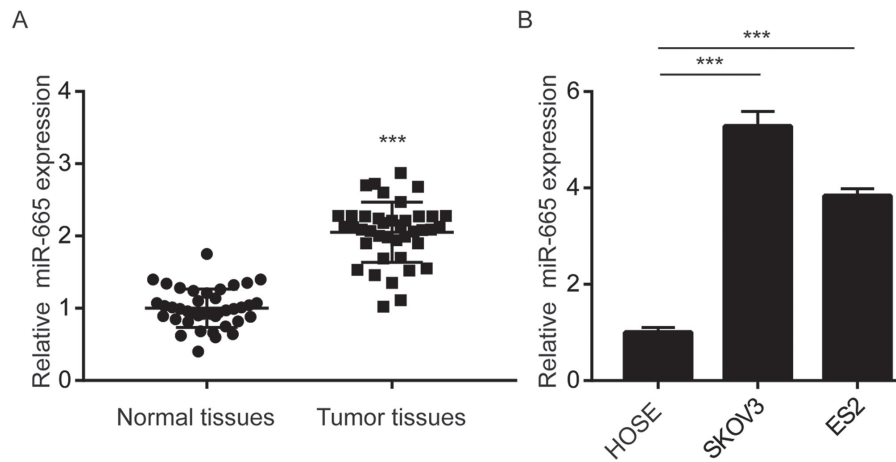 A
Relative miR-665 expression
4
3
2
1
0
***
Normal tissues
Tumor tissues
B
Relative miR-665 expression
6
4
2
0
***
***
HOSE
SKOV3
ES2